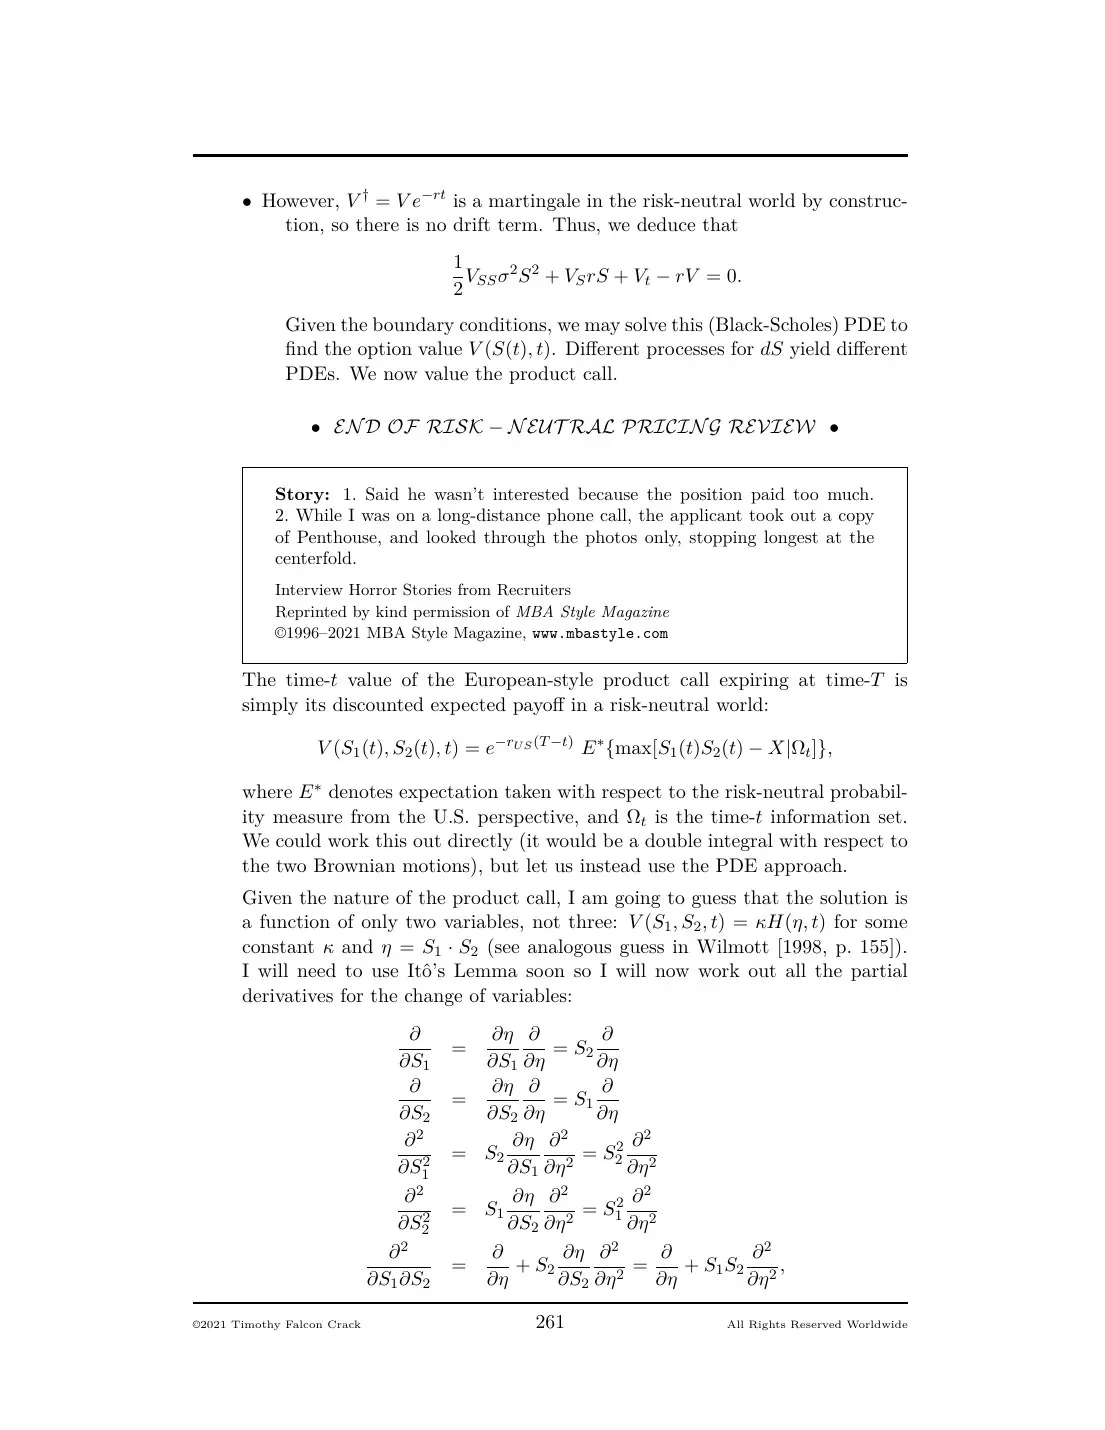 • However, V† = Ve^{−rt} is a martingale in the risk-neutral world by construc-
tion, so there is no drift term. Thus, we deduce that
1/2 V_{SS}σ²S² + V_S rS + V_t − rV = 0.
Given the boundary conditions, we may solve this (Black-Scholes) PDE to
find the option value V(S(t), t). Different processes for dS yield different
PDEs. We now value the product call.
• END OF RISK − NEUTRAL PRICING REVIEW •
Story: 1. Said he wasn't interested because the position paid too much.
2. While I was on a long-distance phone call, the applicant took out a copy
of Penthouse, and looked through the photos only, stopping longest at the
centerfold.
Interview Horror Stories from Recruiters
Reprinted by kind permission of MBA Style Magazine
©1996–2021 MBA Style Magazine, www.mbastyle.com
The time-t value of the European-style product call expiring at time-T is
simply its discounted expected payoff in a risk-neutral world:
V(S₁(t), S₂(t), t) = e^{−r_{US}(T−t)} E*{max[S₁(t)S₂(t) − X|Ω_t]},
where E* denotes expectation taken with respect to the risk-neutral probabil-
ity measure from the U.S. perspective, and Ω_t is the time-t information set.
We could work this out directly (it would be a double integral with respect to
the two Brownian motions), but let us instead use the PDE approach.
Given the nature of the product call, I am going to guess that the solution is
a function of only two variables, not three: V(S₁, S₂, t) = κH(η, t) for some
constant κ and η = S₁ · S₂ (see analogous guess in Wilmott [1998, p. 155]).
I will need to use Itô's Lemma soon so I will now work out all the partial
derivatives for the change of variables:
∂/∂S₁ = ∂η/∂S₁ ∂/∂η = S₂ ∂/∂η
∂/∂S₂ = ∂η/∂S₂ ∂/∂η = S₁ ∂/∂η
∂²/∂S₁² = S₂ ∂η/∂S₁ ∂²/∂η² = S₂² ∂²/∂η²
∂²/∂S₂² = S₁ ∂η/∂S₂ ∂²/∂η² = S₁² ∂²/∂η²
∂²/∂S₁∂S₂ = ∂/∂η + S₂ ∂η/∂S₂ ∂²/∂η² = ∂/∂η + S₁S₂ ∂²/∂η²,
©2021 Timothy Falcon Crack 261 All Rights Reserved Worldwide